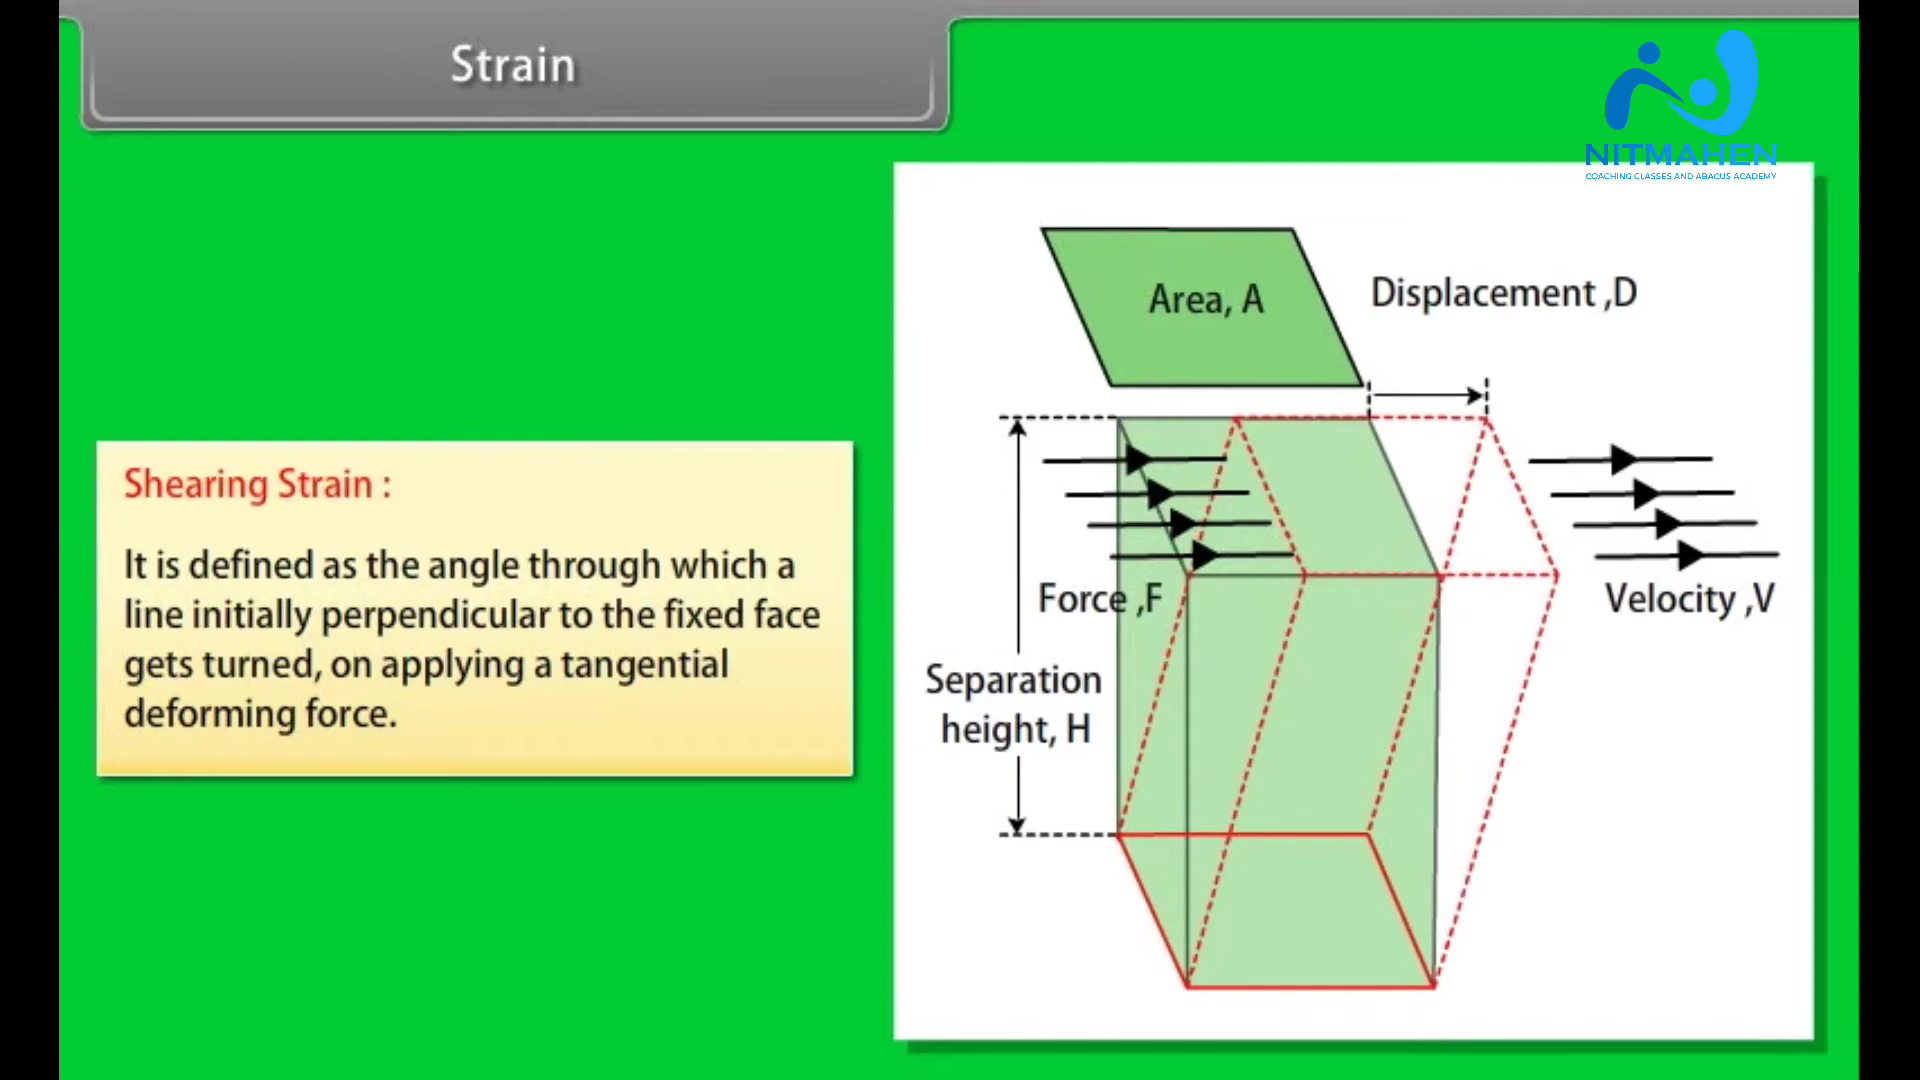 Strain
NITMAHEN
COACHING CLASSES AND ABACUS ACADEMY
Area, A
Displacement ,D
Shearing Strain :
It is defined as the angle through which a
line initially perpendicular to the fixed face
gets turned, on applying a tangential
deforming force.
Force ,F
Velocity ,V
Separation
height, H